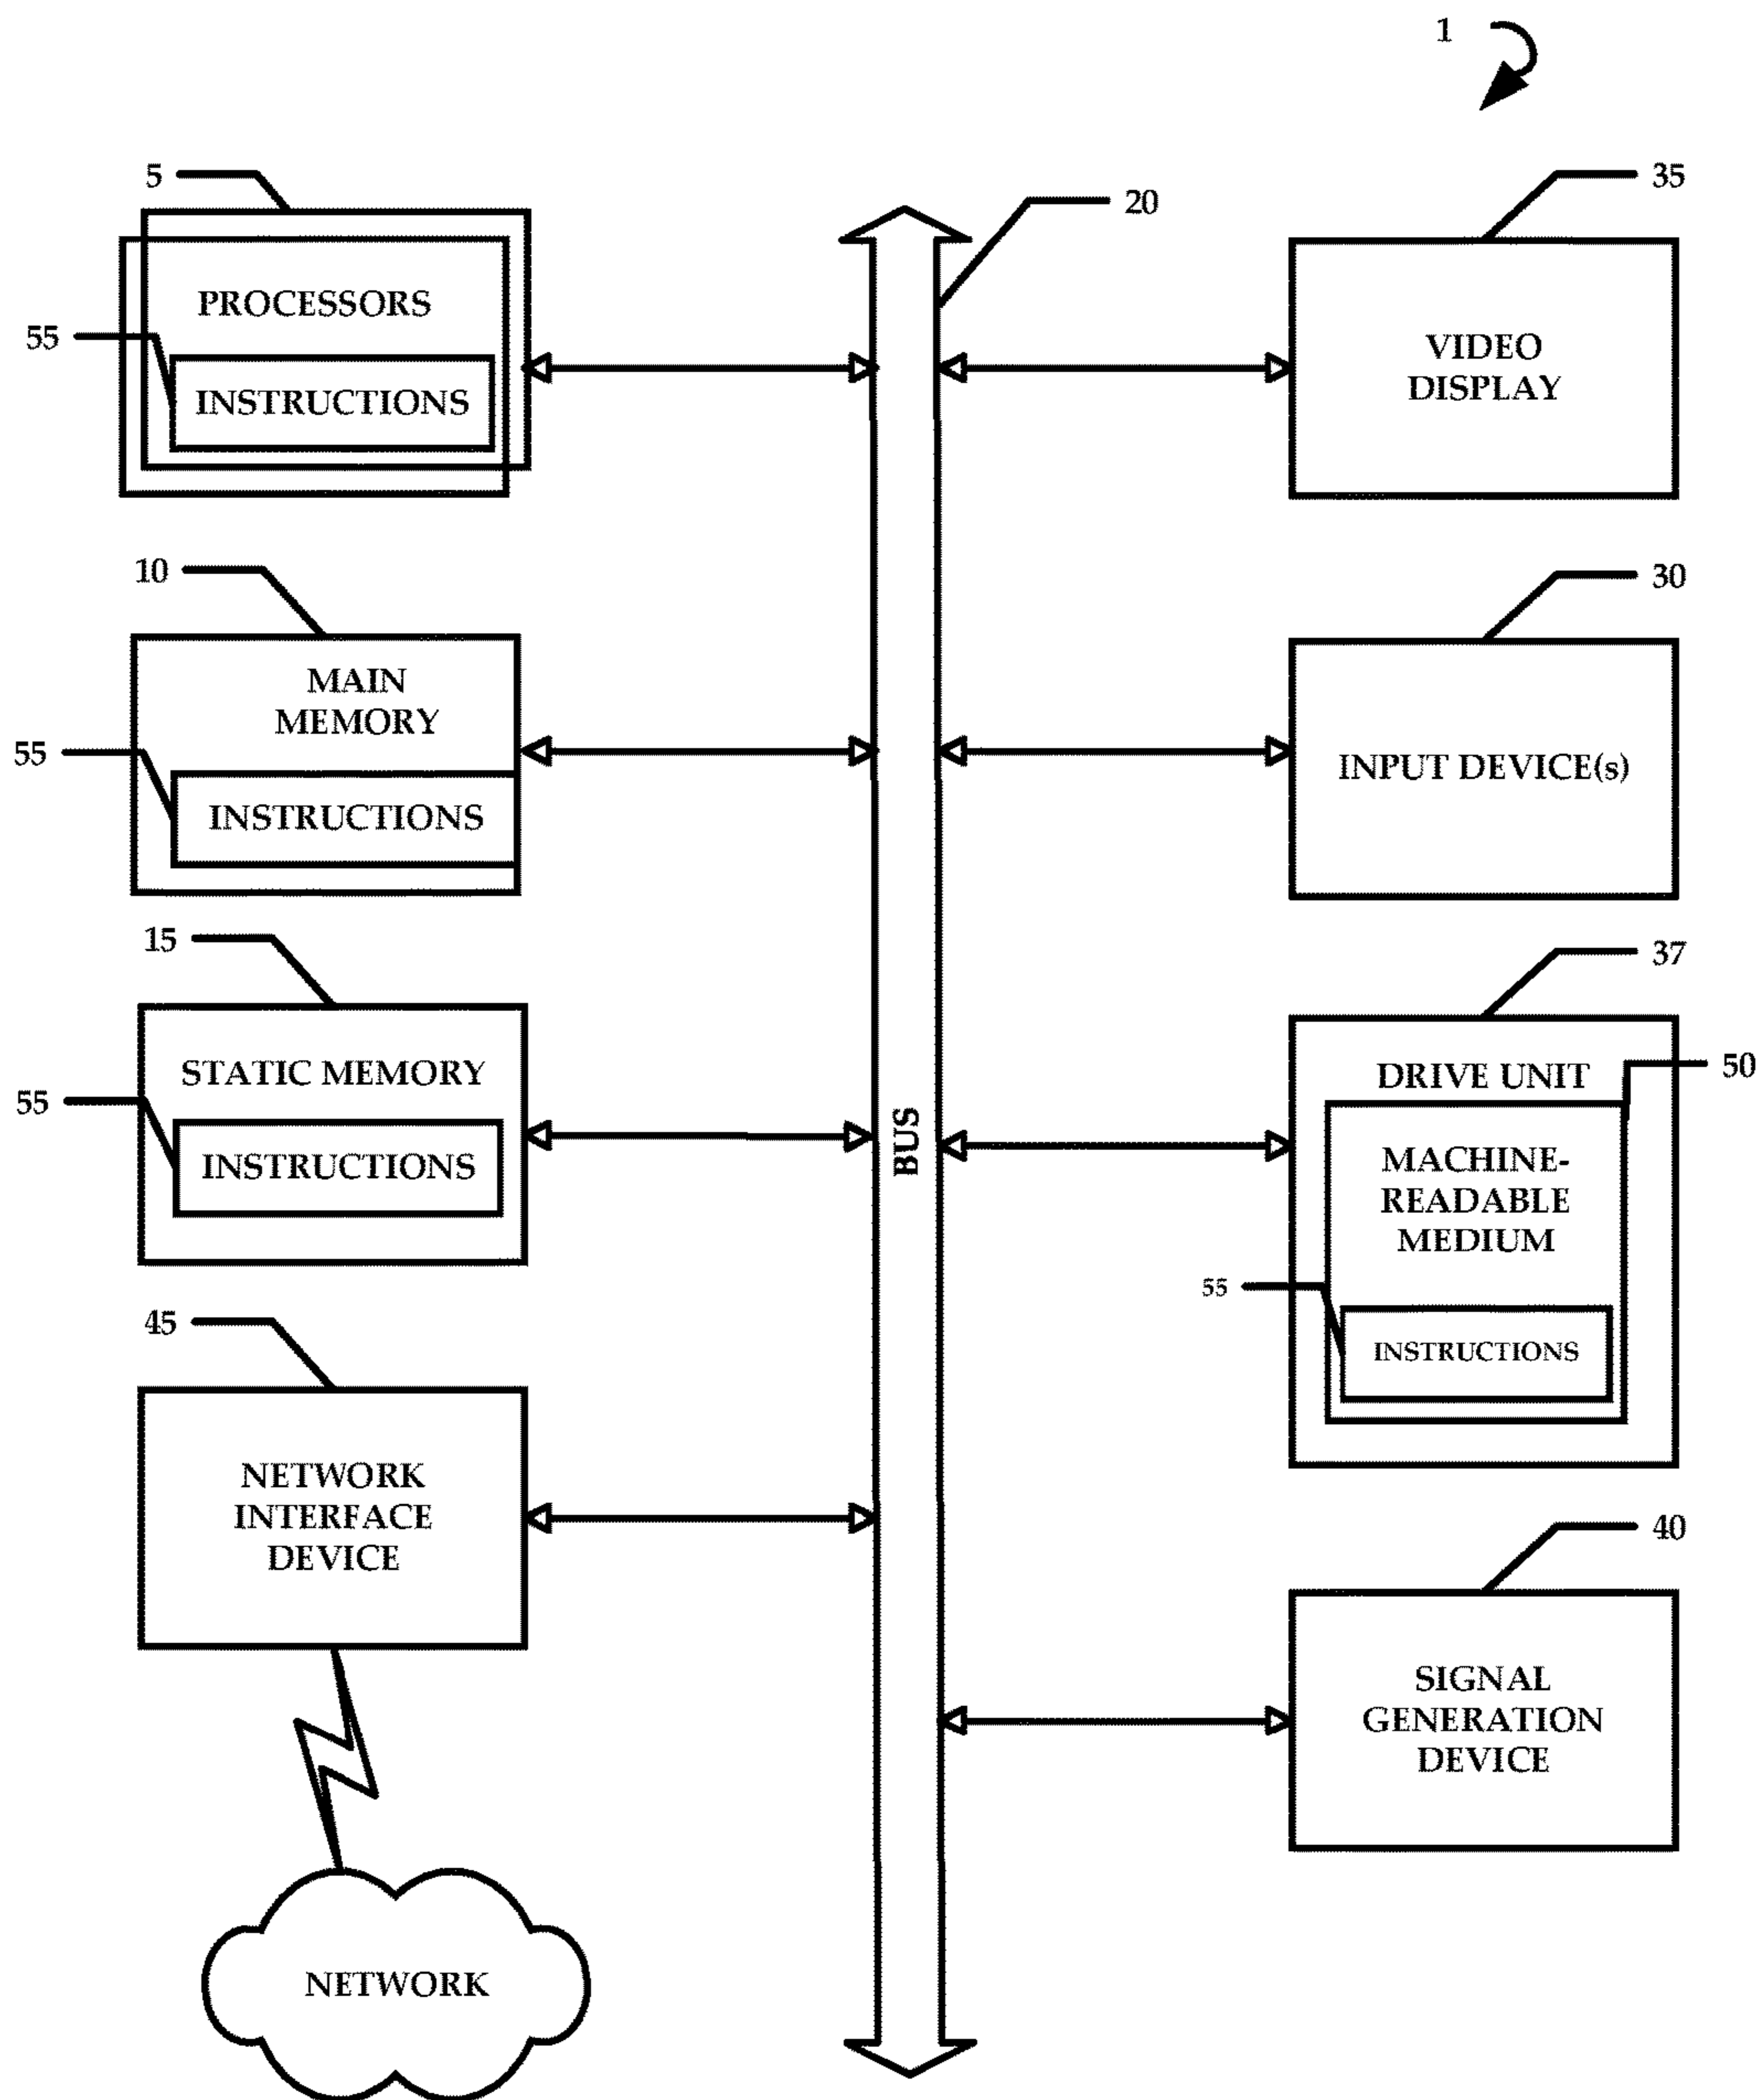 1
5
PROCESSORS
55
INSTRUCTIONS
20
35
VIDEO
DISPLAY
10
MAIN
MEMORY
55
INSTRUCTIONS
30
INPUT DEVICE(s)
15
STATIC MEMORY
55
INSTRUCTIONS
BUS
37
DRIVE UNIT
50
MACHINE-
READABLE
MEDIUM
55
INSTRUCTIONS
45
NETWORK
INTERFACE
DEVICE
40
SIGNAL
GENERATION
DEVICE
NETWORK